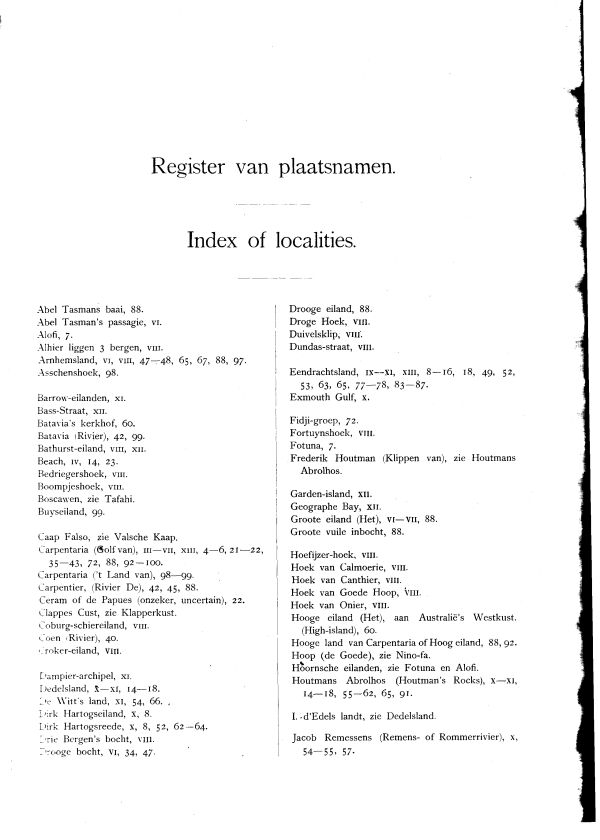 Register van plaatsnamen.
Index of localities.
Abel Tasmans baai, 88.
Abel Tasman's passagie, VI.
Alofi, 7.
Alhier liggen 3 bergen, VIII.
Arnhemsland, VI, VIII, 47—48, 65, 67, 88, 97.
Asschenshoek, 98.
Barrow-eilanden, XI.
Bass-Straat, XII.
Batavia's kerkhof, 60.
Batavia (Rivier), 42, 99.
Bathurst-eiland, VIII, XII.
Beach, IV, 14, 23.
Bedriegershoek, VIII.
Boompjeshoek, VIII.
Boscawen, zie Tafahi.
Buyseiland, 99.
Caap Falso, zie Valsche Kaap.
Carpentaria (Golf van), III—VII, XIII, 4—6, 21—22,
35—43, 72, 88, 92—100.
Carpentaria ('t Land van), 98—99.
Carpentier, (Rivier De), 42, 45, 88.
Ceram of de Papues (onzeker, uncertain), 22.
Clappes Cust, zie Klapperkust.
Coburg-schiereiland, VIII.
Coen (Rivier), 40.
Croker-eiland, VIII.
Dampier-archipel, XI.
Dedelsland, X—XI, 14—18.
De Witt's land, XI, 54, 66.
Dirk Hartogseiland, X, 8.
Dirk Hartogsreede, X, 8, 52, 62—64.
Drie Bergen's bocht, VIII.
Drooge bocht, VI, 34, 47.
Drooge eiland, 88.
Droge Hoek, VIII.
Duivelsklip, VIII.
Dundas-straat, VIII.
Eendrachtsland, IX—XI, XIII, 8—16, 18, 49, 52,
53, 63, 65, 77—78, 83—87.
Exmouth Gulf, X.
Fidji-groep, 72.
Fortuynshoek, VIII.
Fotuna, 7.
Frederik Houtman (Klippen van), zie Houtmans
Abrolhos.
Garden-island, XII.
Geographe Bay, XII.
Groote eiland (Het), VI—VII, 88.
Groote vuile inbocht, 88.
Hoefijzer-hoek, VIII.
Hoek van Calmoerie, VIII.
Hoek van Canthier, VIII.
Hoek van Goede Hoop, VIII.
Hoek van Onier, VIII.
Hooge eiland (Het), aan Australië's Westkust.
(High-island), 60.
Hooge land van Carpentaria of Hoog eiland, 88, 92.
Hoop (de Goede), zie Nino-fa.
Hoornsche eilanden, zie Fotuna en Alofi.
Houtmans Abrolhos (Houtman's Rocks), X—XI,
14—18, 55—62, 65, 91.
I.-d'Edels landt, zie Dedelsland.
Jacob Remessens (Remens- of Rommerrivier), X,
54—55, 57.